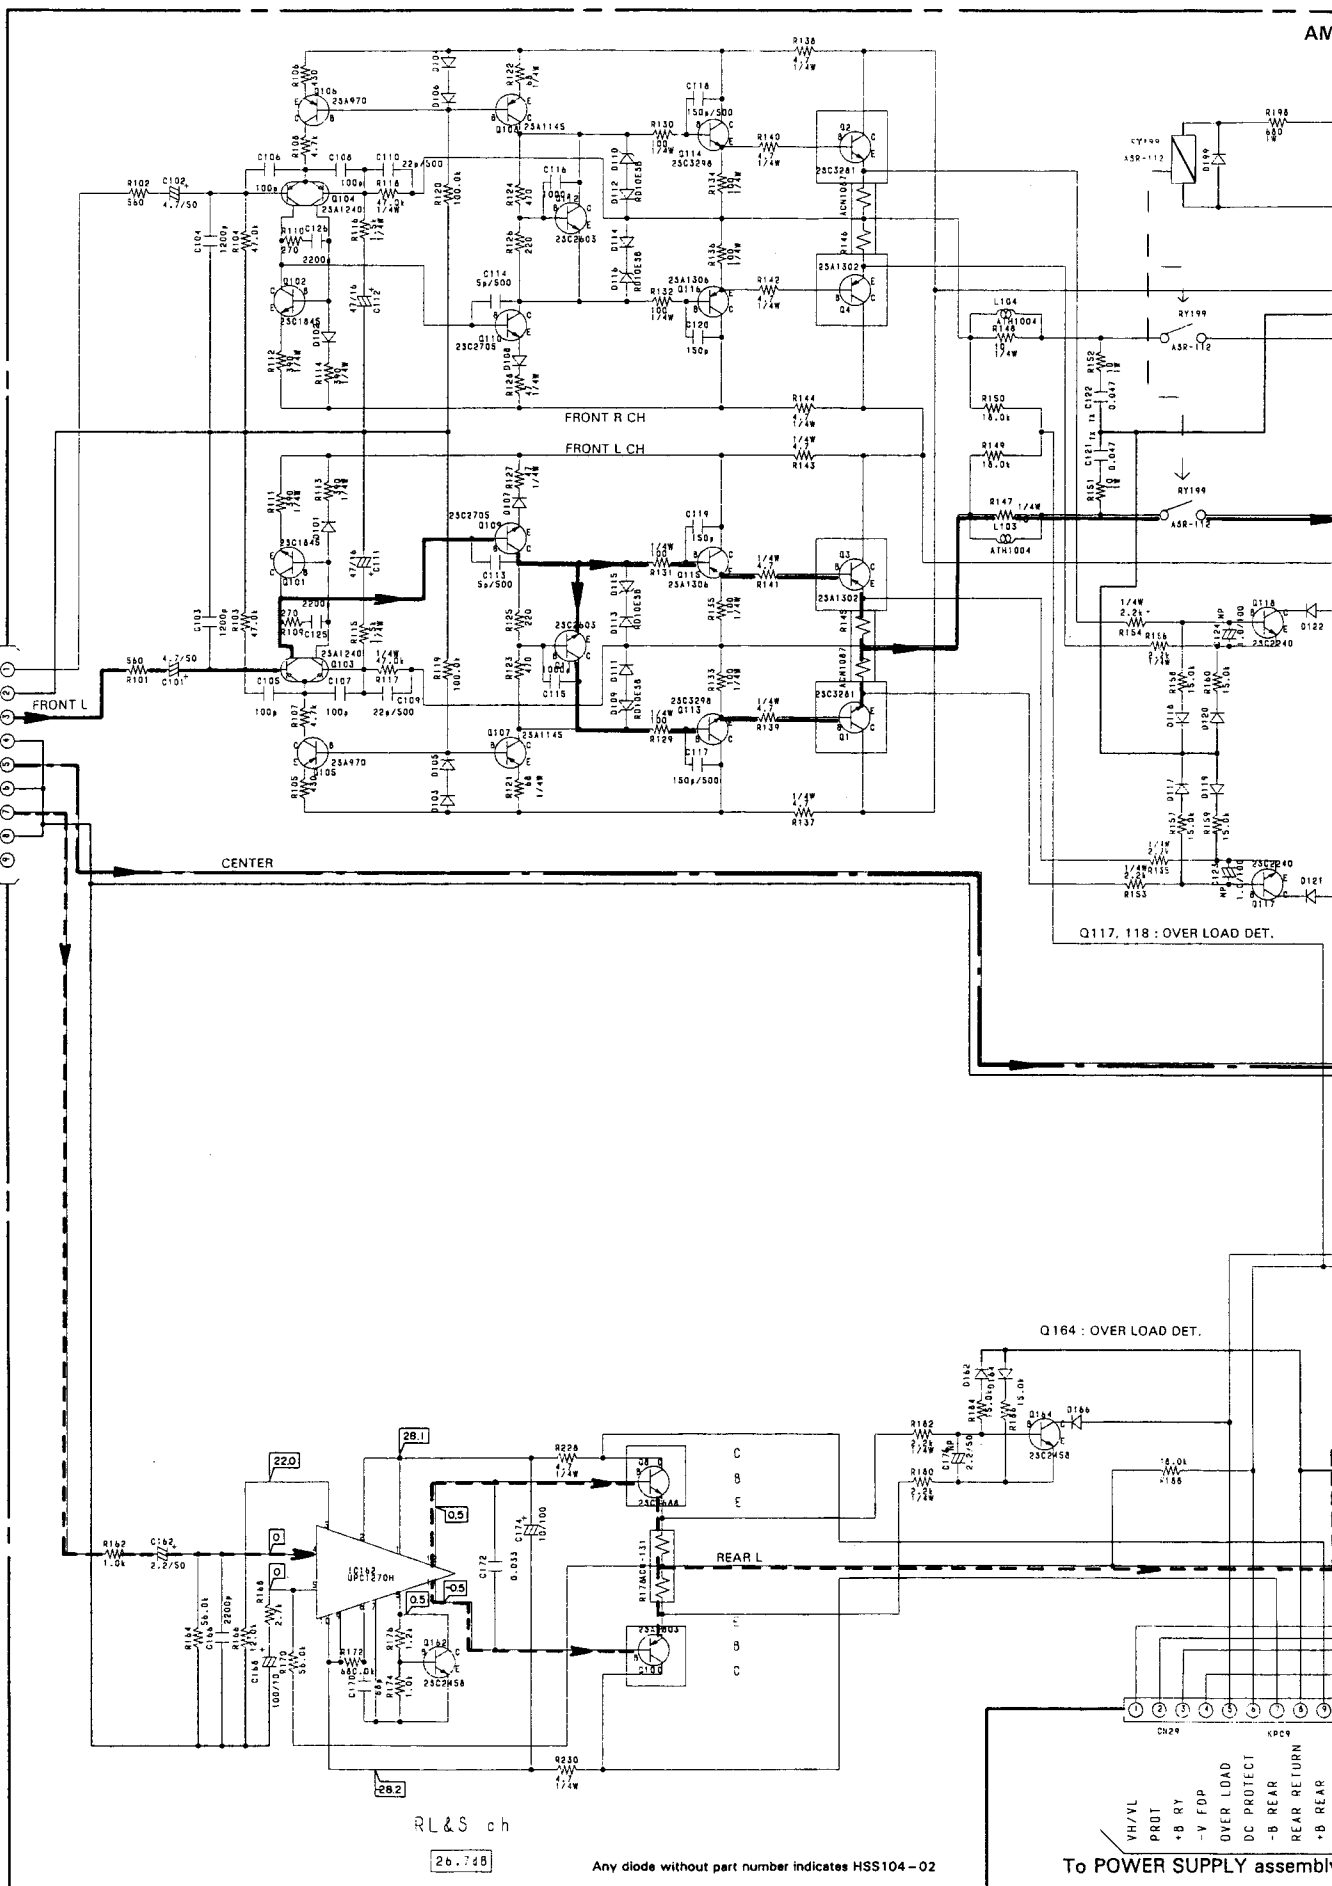 AM
R138
4.7
1/4W
R106
430
Q106
2SA970
R108
4.7k
D106
R122
68
1/4W
Q108
2SA1145
C118
150p/500
R130
100
1/4W
Q114
2SC3298
R140
4.7
1/4W
Q2
2SC3281
R198
680
1W
RY199
ASR-112
D199
C106
100p
C108
100p
C110
22p/500
R102
560
C102
4.7/50
R118
47.0k
1/4W
R120
100.0k
Q104
2SA1240
R124
470
C116
D110
D112
RD10ESB
R134
100
1/4W
ACN1087
C104
1200p
R104
47.0k
R110
270
C126
2200
R116
R126
220
2SC2603
D114
D116
RD10ESB
R136
100
1/4W
R146
Q102
2SC1845
47/16
C112
C114
5p/500
R132
100
1/4W
2SA1306
Q116
R142
4.7
1/4W
2SA1302
Q4
L104
ATH1004
R148
10
1/4W
RY199
ASR-112
R112
390
1/4W
R114
390
1/4W
Q110
2SC2705
D108
R128
47
1/4W
C120
150p
R152
10
1W
C122
0.047
R144
4.7
1/4W
R150
18.0k
FRONT R CH
FRONT L CH
1/4W
4.7
R143
R149
18.0k
C121
0.047
R151
10
1W
R111
390
1/4W
R113
390
1/4W
D101
R127
47
1/4W
D107
2SC2705
Q109
C119
150p
R147
1/4W
L103
ATH1004
RY199
ASR-112
2SC1845
Q101
47/16
C111
C113
5p/500
1/4W
100
R131
Q115
2SA1306
1/4W
4.7
R141
Q3
2SA1302
C103
1200p
R103
47.0k
2200
270
R109
C125
R115
R125
220
2SC2603
D115
D113
RD10ESB
R135
100
1/4W
R145
1/4W
2.2k
R154
R156
2.2k
1/4W
C124
NP
Q118
2SC2240
D122
560
R101
4.7/50
C101
2SA1240
Q103
1/4W
47.0k
R117
R119
100.0k
R123
470
C115
D111
D109
RD10ESB
R133
100
1/4W
ACN1087
R158
15.0k
R160
15.0k
FRONT L
C105
100p
C107
100p
C109
22p/500
R107
4.7k
1/4W
100
R129
2SC3298
Q113
1/4W
4.7
R139
2SC3281
Q1
D118
D120
2SA970
Q105
R105
430
D105
D103
Q107
2SA1145
R121
68
1/4W
C117
150p/500
1/4W
4.7
R137
D117
D119
R157
15.0k
R159
15.0k
CENTER
1/4W
2.2k
R155
1/4W
2.2k
R153
C123
NP
2SC2240
Q117
D121
Q117, 118 : OVER LOAD DET.
Q164 : OVER LOAD DET.
D162
D164
R184
15.0k
R186
15.0k
Q164
2SC2458
D166
R182
2.2k
1/4W
C176
NP
2.2/50
R180
2.2k
1/4W
18.0k
R188
28.1
22.0
R228
4.7
1/4W
C
B
E
0.5
C174
10/100
C172
0.033
R162
1.0k
C162
2.2/50
0
0
IC162
UPC1270H
-0.5
0.5
REAR L
R178
R164
56.0k
C166
2200p
R166
12.0k
R168
2.7k
C168
100/10
R170
56.0k
R172
680.0k
C170
68p
R176
1.2k
R174
1.0k
Q162
2SC2458
E
B
C
R230
4.7
1/4W
-28.2
CN29
KPC9
VH/VL
PROT
+B RY
-V FDP
OVER LOAD
DC PROTECT
-B REAR
REAR RETURN
+B REAR
RL&S ch
26.7dB
Any diode without part number indicates HSS104-02
To POWER SUPPLY assembly